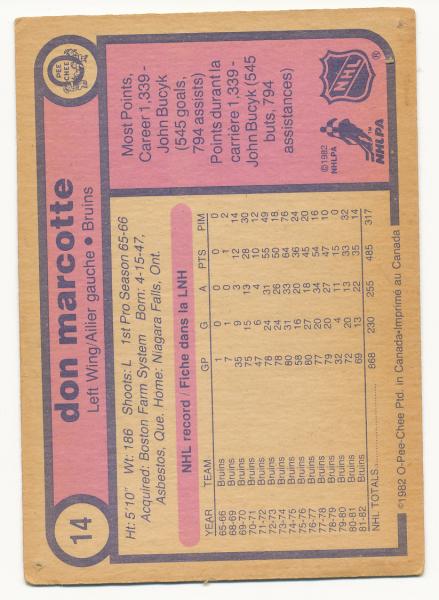 O PEE CHEE
14
don marcotte
Left Wing/Ailier gauche • Bruins
Ht: 5'10" Wt: 186 Shoots: L 1st Pro Season 65-66
Acquired: Boston Farm System Born: 4-15-47,
Asbestos, Que. Home: Niagara Falls, Ont.
NHL record / Fiche dans la LNH
YEAR TEAM GP G A PTS PIM
65-66 Bruins 1 0 0 0 0
68-69 Bruins 7 1 0 1 2
69-70 Bruins 35 9 3 12 14
70-71 Bruins 75 15 13 28 30
71-72 Bruins 47 6 4 10 12
72-73 Bruins 78 24 31 55 49
73-74 Bruins 78 24 26 50 18
74-75 Bruins 80 31 33 64 76
75-76 Bruins 58 16 20 36 24
76-77 Bruins 80 27 18 45 20
77-78 Bruins 77 20 34 54 16
78-79 Bruins 79 20 27 47 10
79-80 Bruins 32 4 11 15 0
80-81 Bruins 72 20 13 33 32
81-82 Bruins 69 13 22 35 14
NHL TOTALS... 868 230 255 485 317
©1982 O-Pee-Chee Ptd. in Canada•Imprimé au Canada
Most Points,
Career 1,339 -
John Bucyk
(545 goals,
794 assists)
Points durant la
carrière 1,339 -
John Bucyk (545
buts, 794
assistances)
NHL ®
©1982
NHLPA
NHLPA